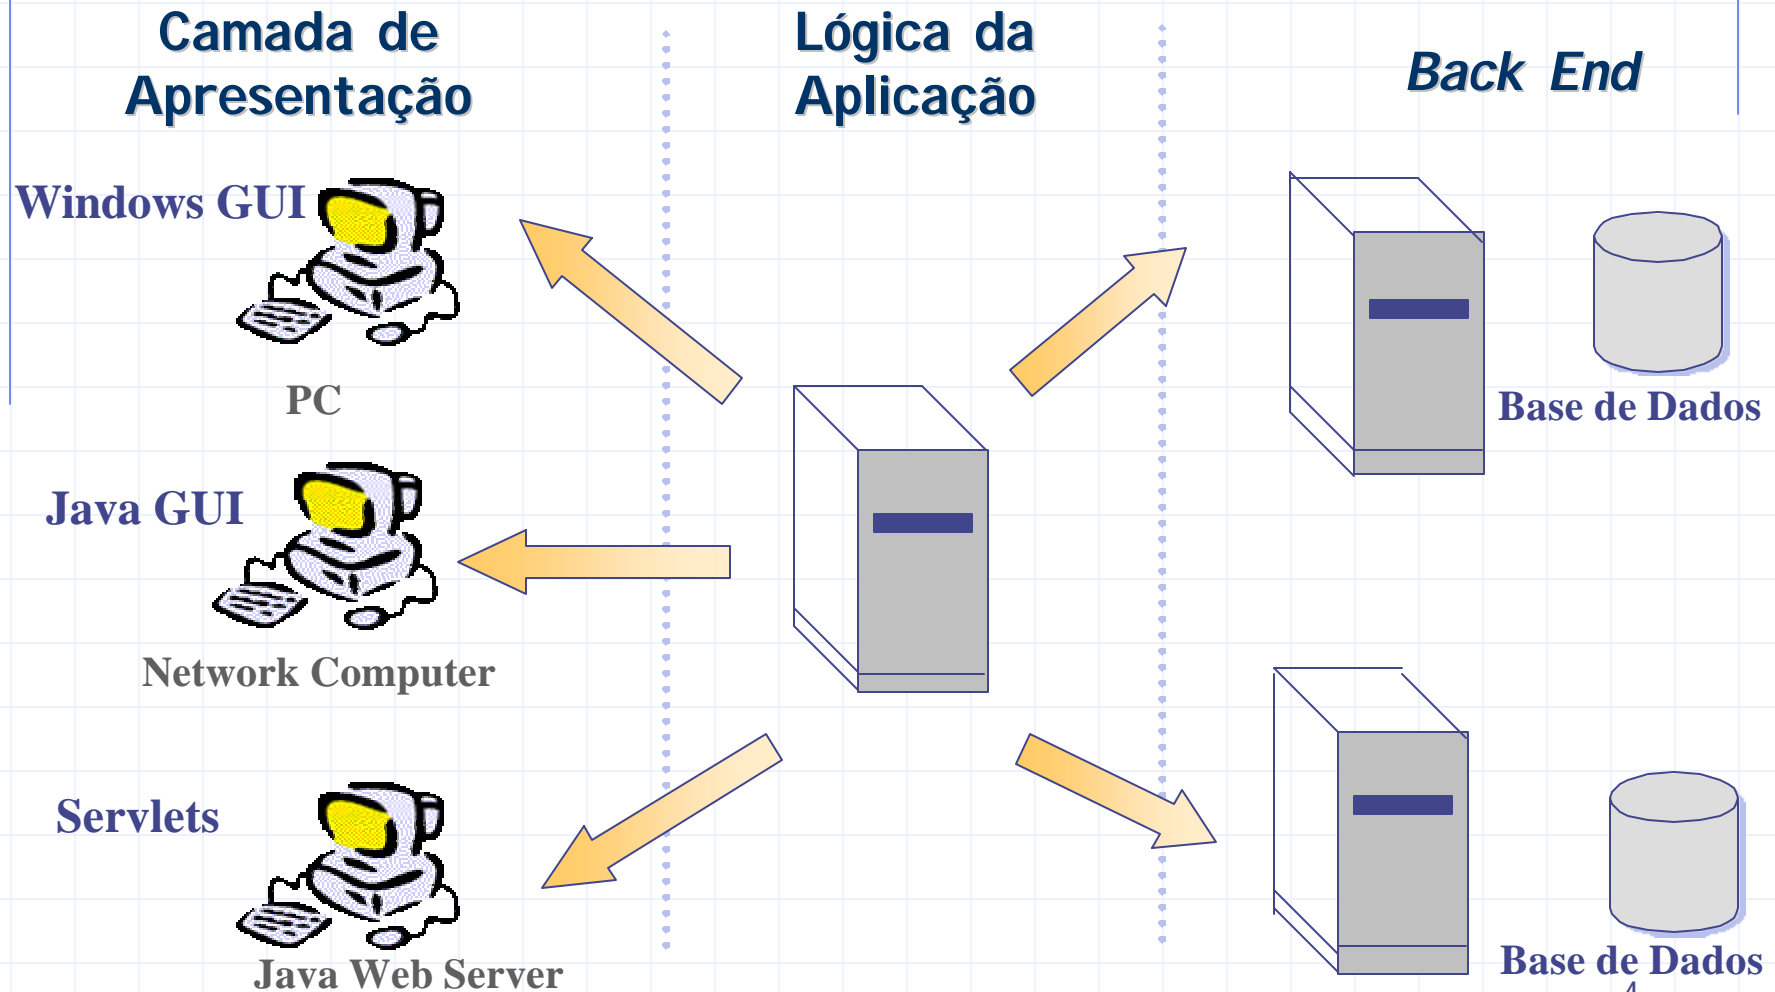 Camada de
Apresentação
Lógica da
Aplicação
Back End
Windows GUI
PC
Base de Dados
Java GUI
Network Computer
Servlets
Java Web Server
Base de Dados
4